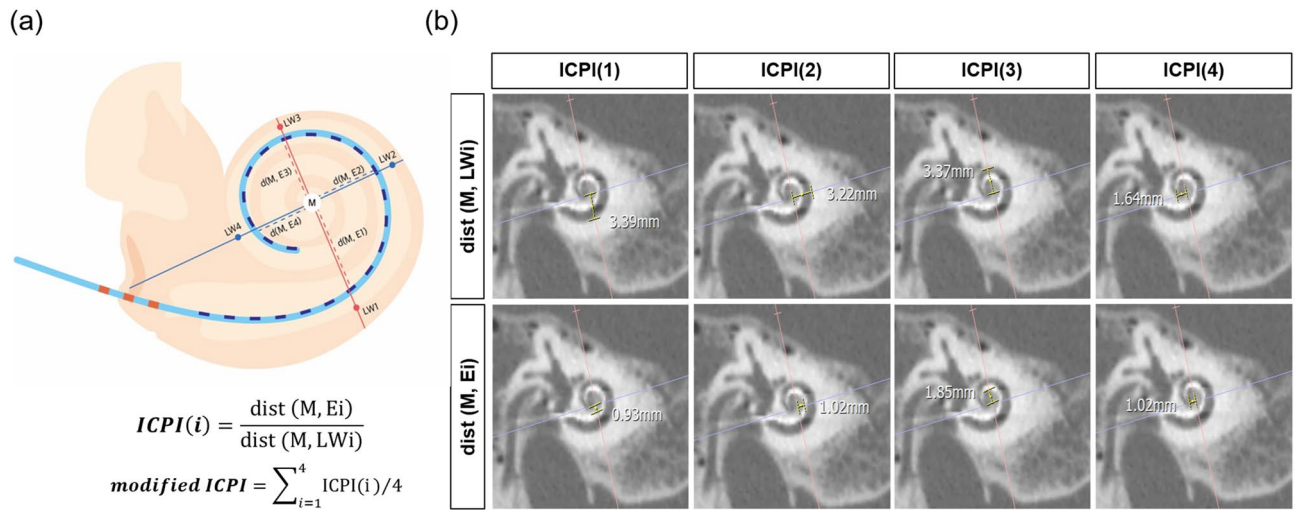 (a)
LW3
LW2
d(M, E3)
d(M, E2)
M
LW4
d(M, E4)
d(M, E1)
LW1
ICPI(i) = dist (M, Ei) / dist (M, LWi)
modified ICPI = ∑⁴ᵢ₌₁ ICPI(i)/4
(b)
ICPI(1) ICPI(2) ICPI(3) ICPI(4)
dist (M, LWi)
3.39mm
3.22mm
3.37mm
1.64mm
dist (M, Ei)
0.93mm
1.02mm
1.85mm
1.02mm